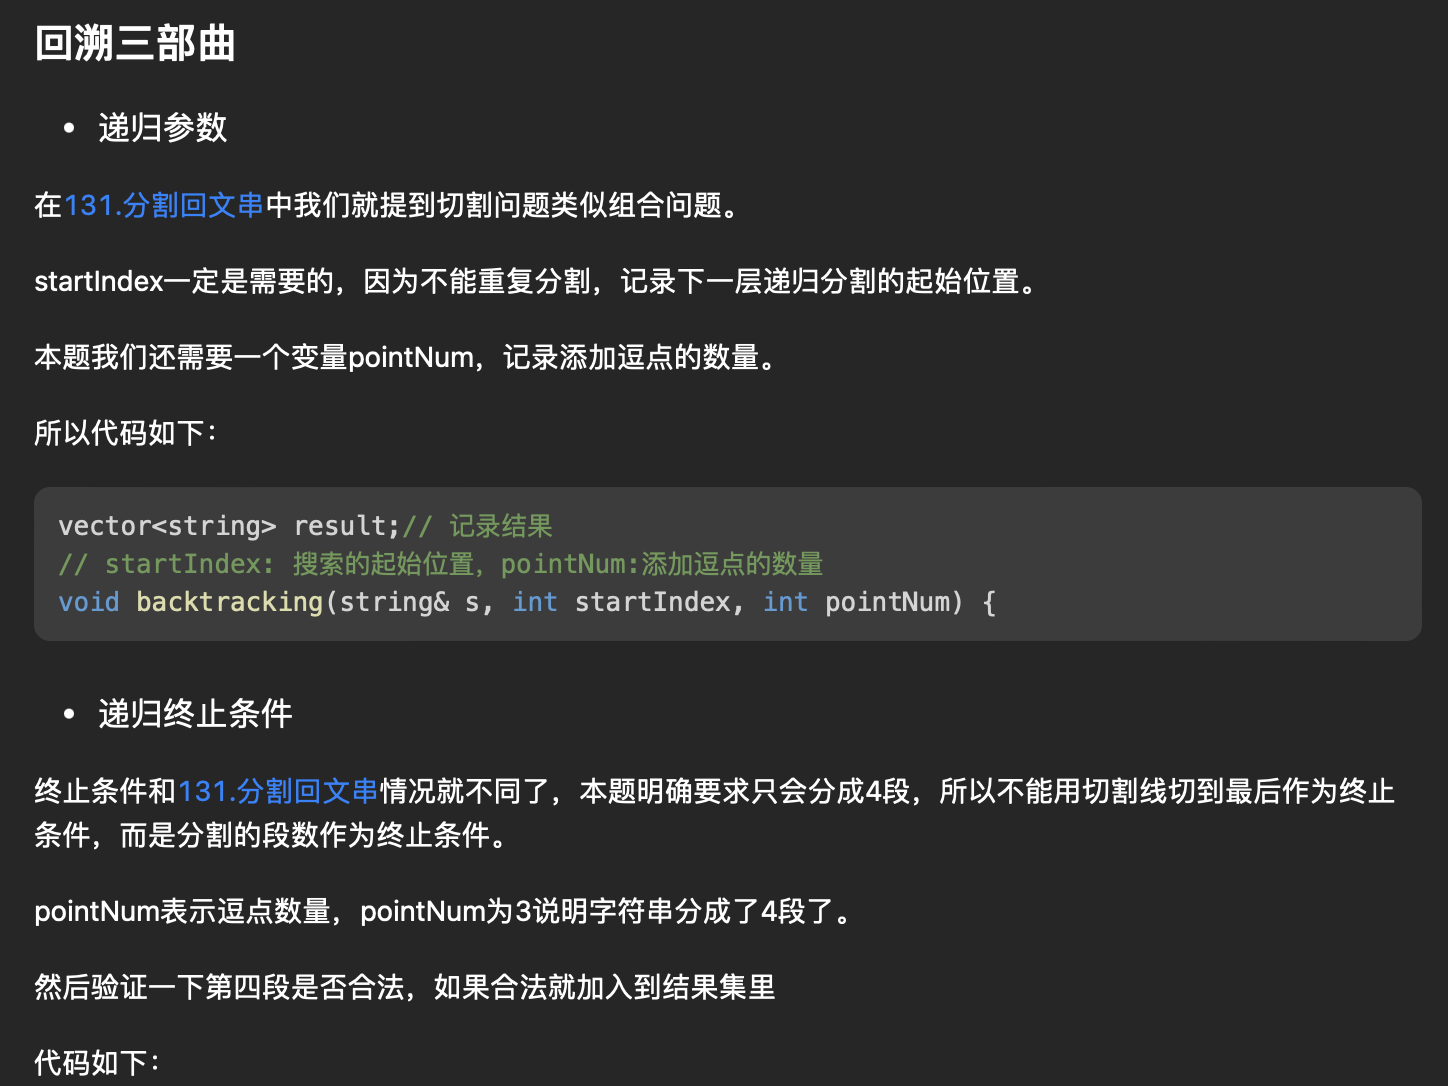 回溯三部曲
• 递归参数
在131.分割回文串中我们就提到切割问题类似组合问题。
startIndex一定是需要的，因为不能重复分割，记录下一层递归分割的起始位置。
本题我们还需要一个变量pointNum，记录添加逗点的数量。
所以代码如下：
vector<string> result;// 记录结果
// startIndex: 搜索的起始位置，pointNum:添加逗点的数量
void backtracking(string& s, int startIndex, int pointNum) {
• 递归终止条件
终止条件和131.分割回文串情况就不同了，本题明确要求只会分成4段，所以不能用切割线切到最后作为终止
条件，而是分割的段数作为终止条件。
pointNum表示逗点数量，pointNum为3说明字符串分成了4段了。
然后验证一下第四段是否合法，如果合法就加入到结果集里
代码如下：